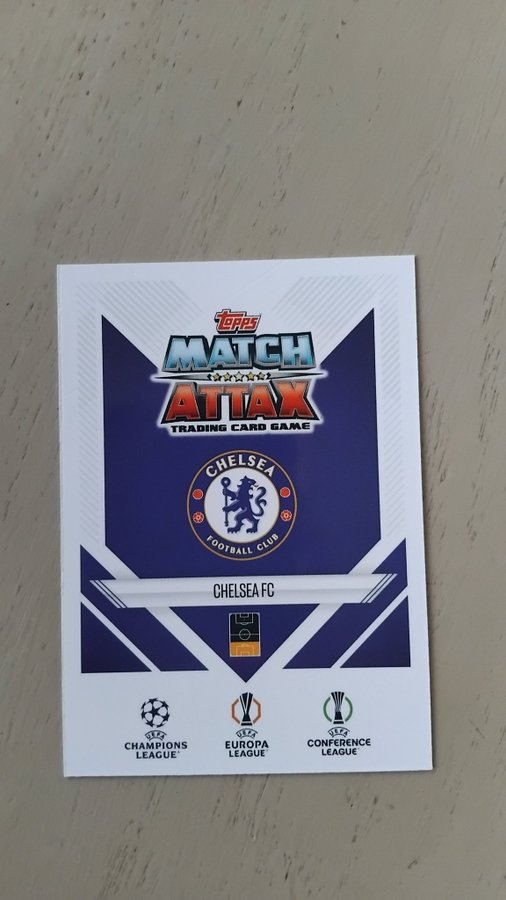 Topps
MATCH
ATTAX
TRADING CARD GAME
CHELSEA
FOOTBALL CLUB
CHELSEA FC
UEFA
CHAMPIONS
LEAGUE
UEFA
EUROPA
LEAGUE
UEFA
CONFERENCE
LEAGUE